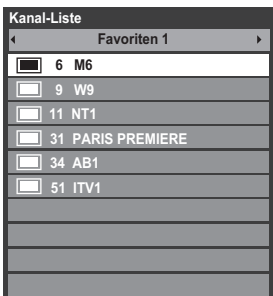 Kanal-Liste
Favoriten 1
6 M6
9 W9
11 NT1
31 PARIS PREMIERE
34 AB1
51 ITV1